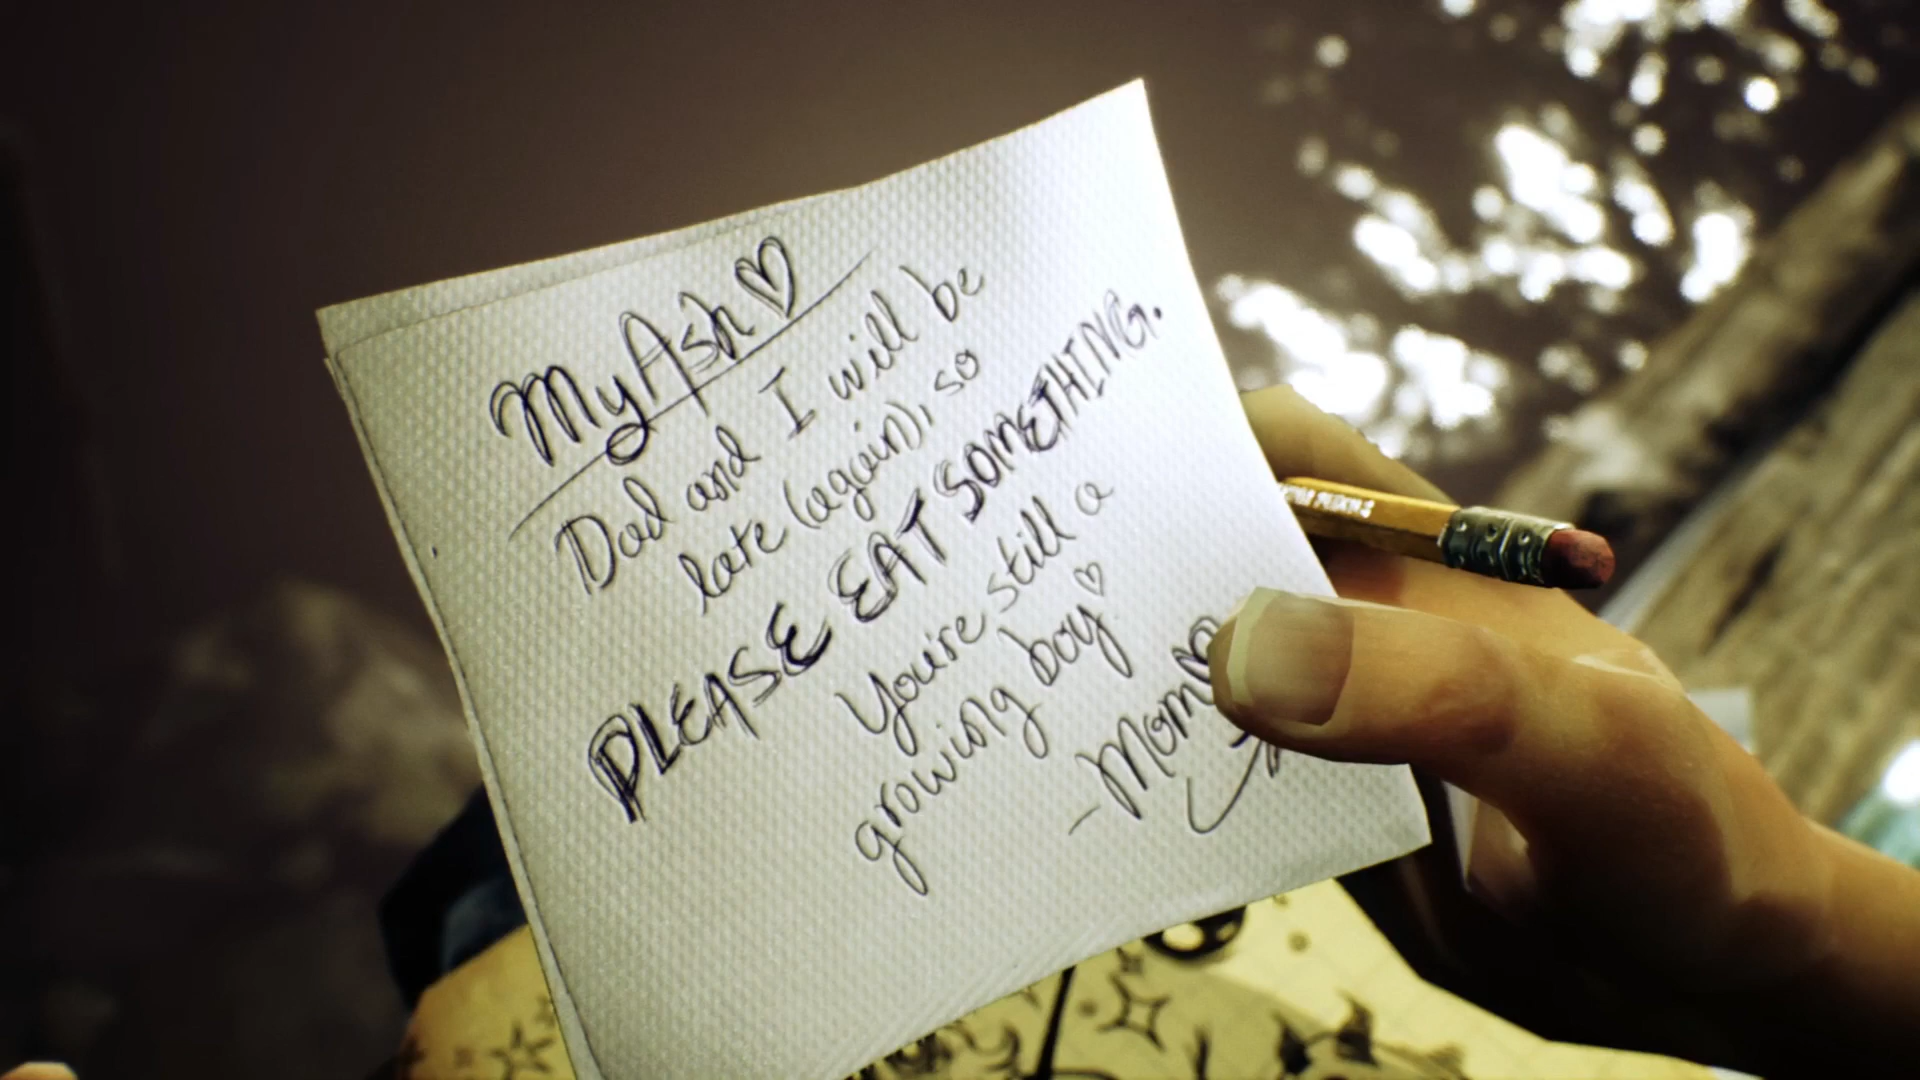 My Ash♡
Dad and I will be
late (again), so
PLEASE EAT SOMETHING.
You're still a
growing boy♡
-Mom♡